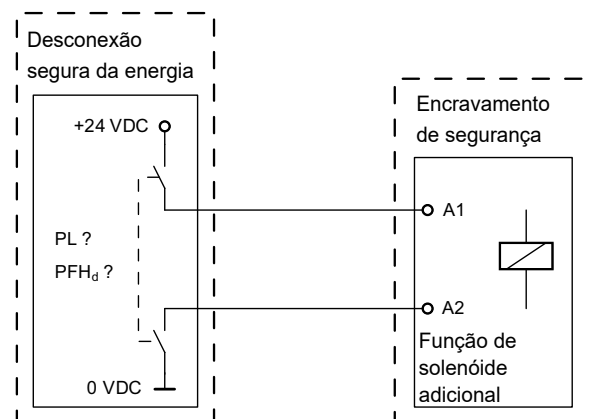 Desconexão
segura da energia
+24 VDC
PL ?
PFHd ?
0 VDC
Encravamento
de segurança
A1
A2
Função de
solenóide
adicional